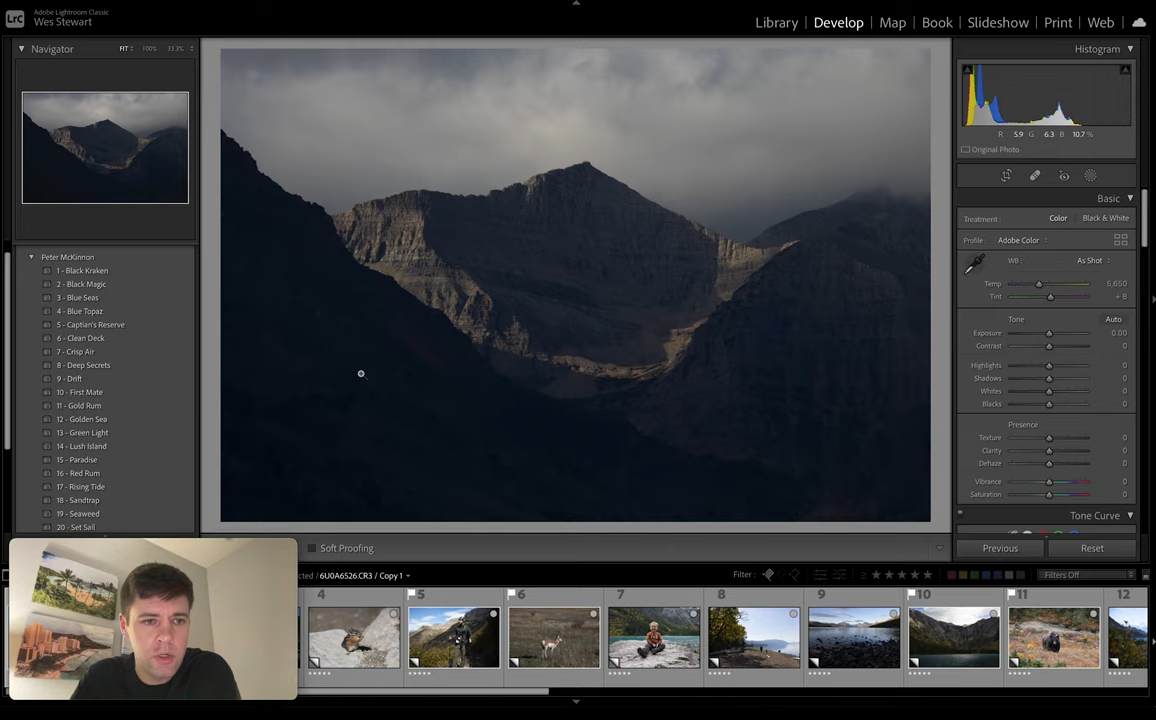 LrC
Adobe Lightroom Classic
Wes Stewart
Library | Develop | Map | Book | Slideshow | Print | Web
Navigator FIT 100% 33.3%
Histogram
R 5.9 G 6.3 B 10.7 %
Original Photo
Basic
Treatment: Color Black & White
Profile: Adobe Color
WB: As Shot
Temp 5,650
Tint + 8
Tone Auto
Exposure 0.00
Contrast 0
Highlights 0
Shadows 0
Whites 0
Blacks 0
Presence
Texture 0
Clarity 0
Dehaze 0
Vibrance 0
Saturation 0
Tone Curve
Previous Reset
Peter McKinnon
1 - Black Kraken
2 - Black Magic
3 - Blue Seas
4 - Blue Topaz
5 - Captian's Reserve
6 - Clean Deck
7 - Crisp Air
8 - Deep Secrets
9 - Drift
10 - First Mate
11 - Gold Rum
12 - Golden Sea
13 - Green Light
14 - Lush Island
15 - Paradise
16 - Red Rum
17 - Rising Tide
18 - Sandtrap
19 - Seaweed
20 - Set Sail
Soft Proofing
/ 6U0A6526.CR3 / Copy 1
Filter : Filters Off
4 5 6 7 8 9 10 11 12